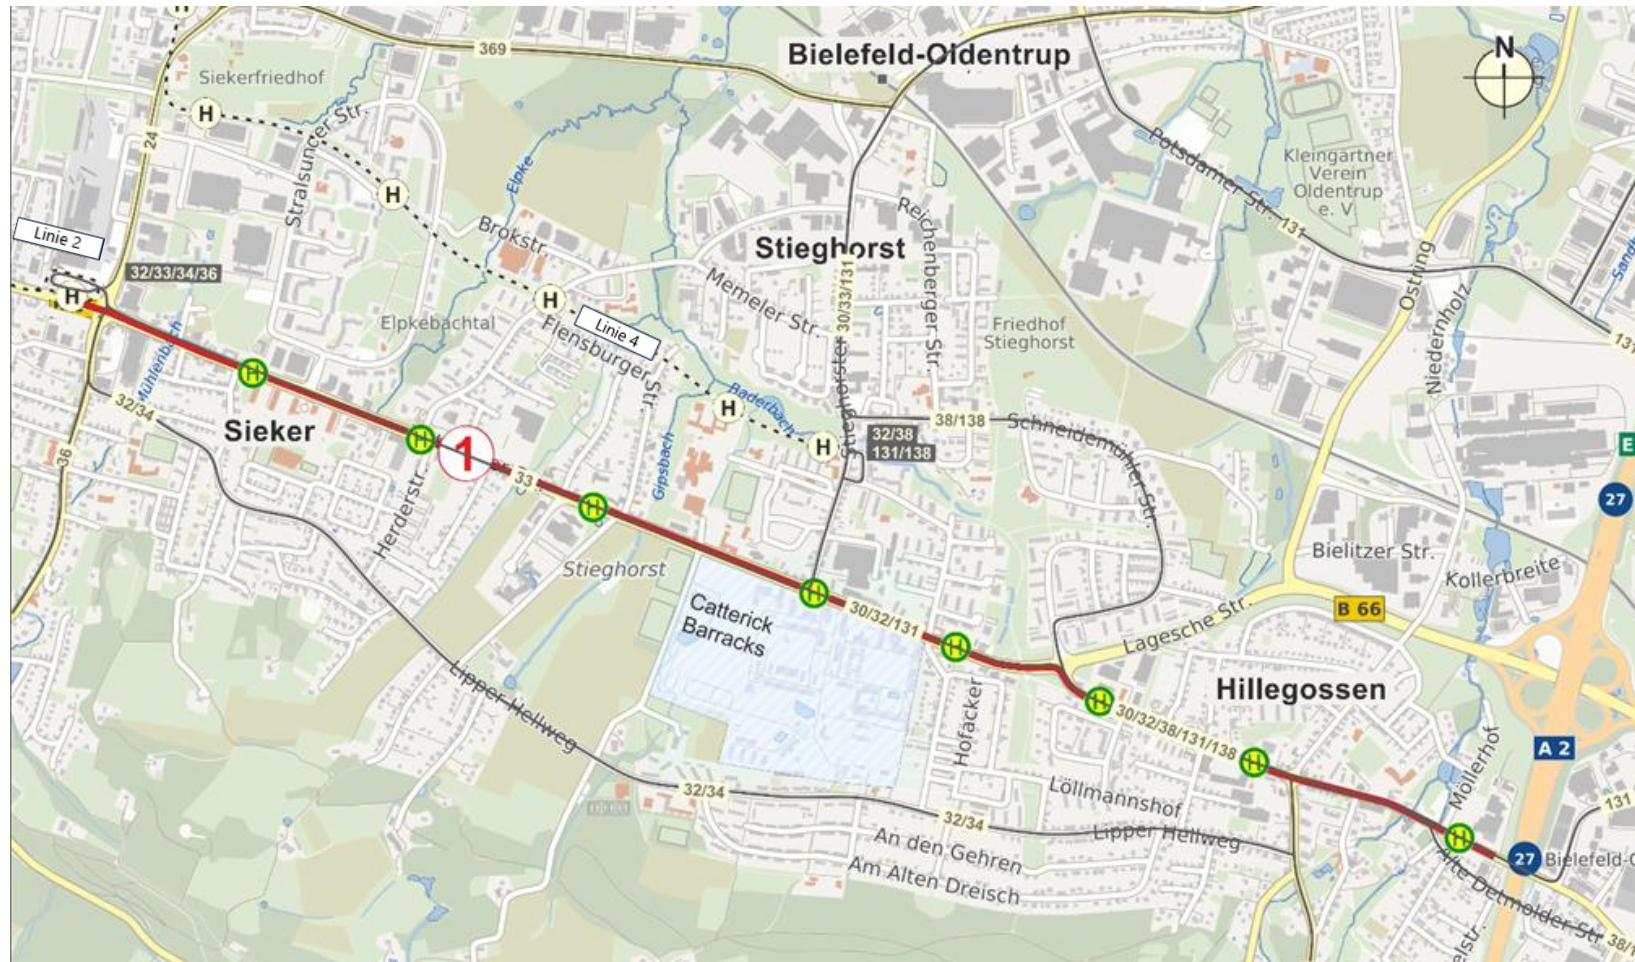 H
369
Bielefeld-Oldentrup
N
Siekerfriedhof
H
Stralsunder Str.
24
Potsdamer Str.
Kleingärtner
Verein
Oldentrup
e. V.
Elpke
H
Brokstr.
Reichenberger Str.
131
Linie 2
Stieghorst
Ostring
32/33/34/36
H
Memeler Str.
30/33/131
Niedernholz
H
Elpkebachtal
Linie 4
Flensburger Str.
Friedhof
Stieghorst
131
Mühlenbach
H
Baderbach
H
38/138
Schneidemühler Str.
32/34
Sieker
H
H
32/38
131/138
E
36
1
33
Gipsbach
27
Herderstr.
H
Bielitzer Str.
Kollerbreite
Stieghorst
H
Catterick
Barracks
30/32/131
B 66
Lagesche Str.
H
Hillegossen
Lipper Hellweg
H
30/32/38/131/138
Hofacker
A 2
H
Möllerhof
32/34
Löllmannshof
32/34
Lipper Hellweg
131
An den Gehren
H
27
Am Alten Dreisch
Alte Detmolder Str